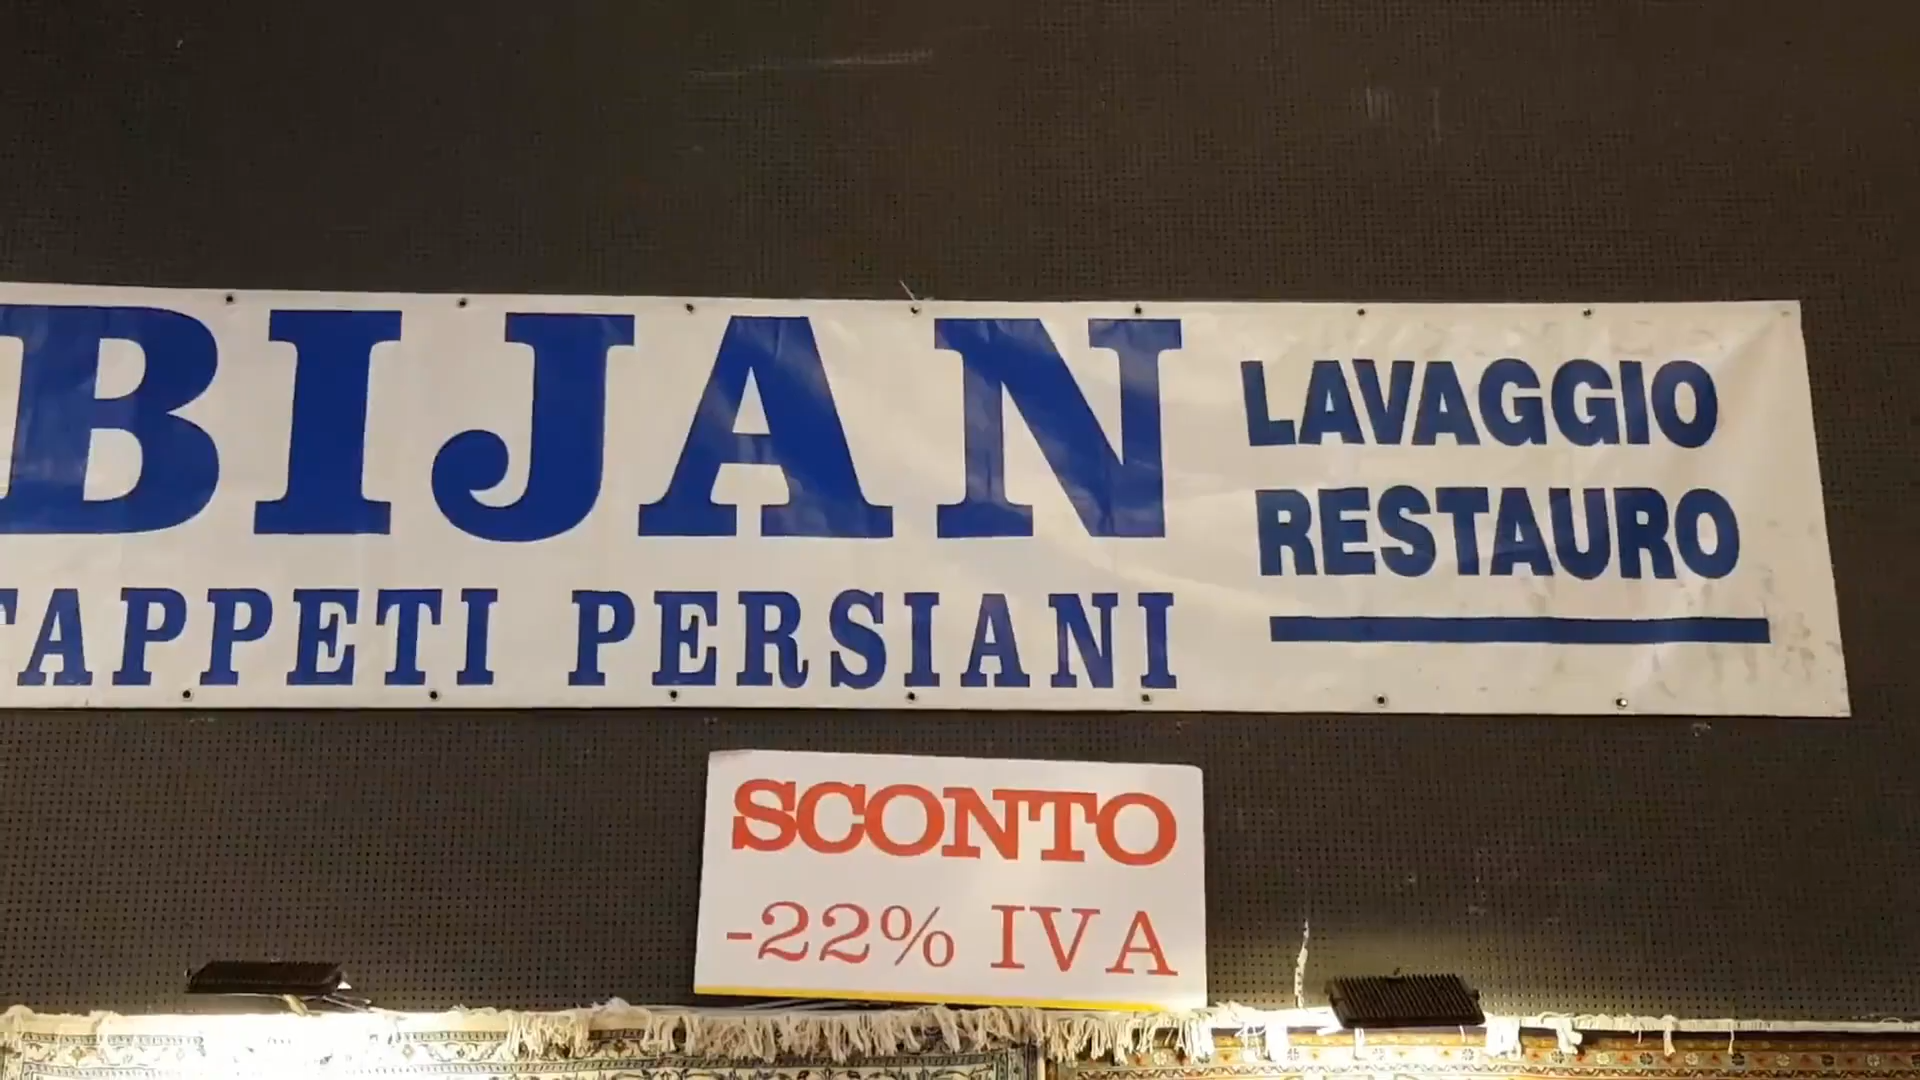 BIJAN
TAPPETI PERSIANI
LAVAGGIO
RESTAURO
SCONTO
-22% IVA